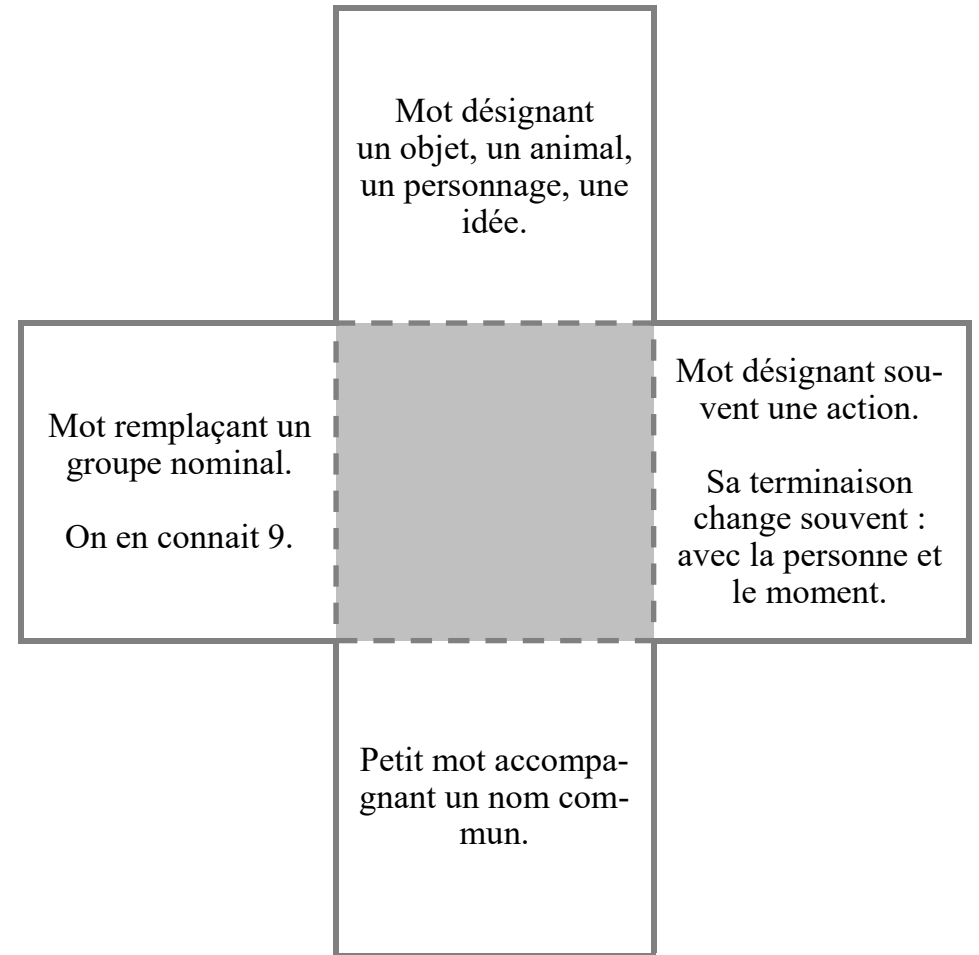 Mot désignant
un objet, un animal,
un personnage, une
idée.
Mot remplaçant un
groupe nominal.
On en connait 9.
Mot désignant sou-
vent une action.
Sa terminaison
change souvent :
avec la personne et
le moment.
Petit mot accompa-
gnant un nom com-
mun.